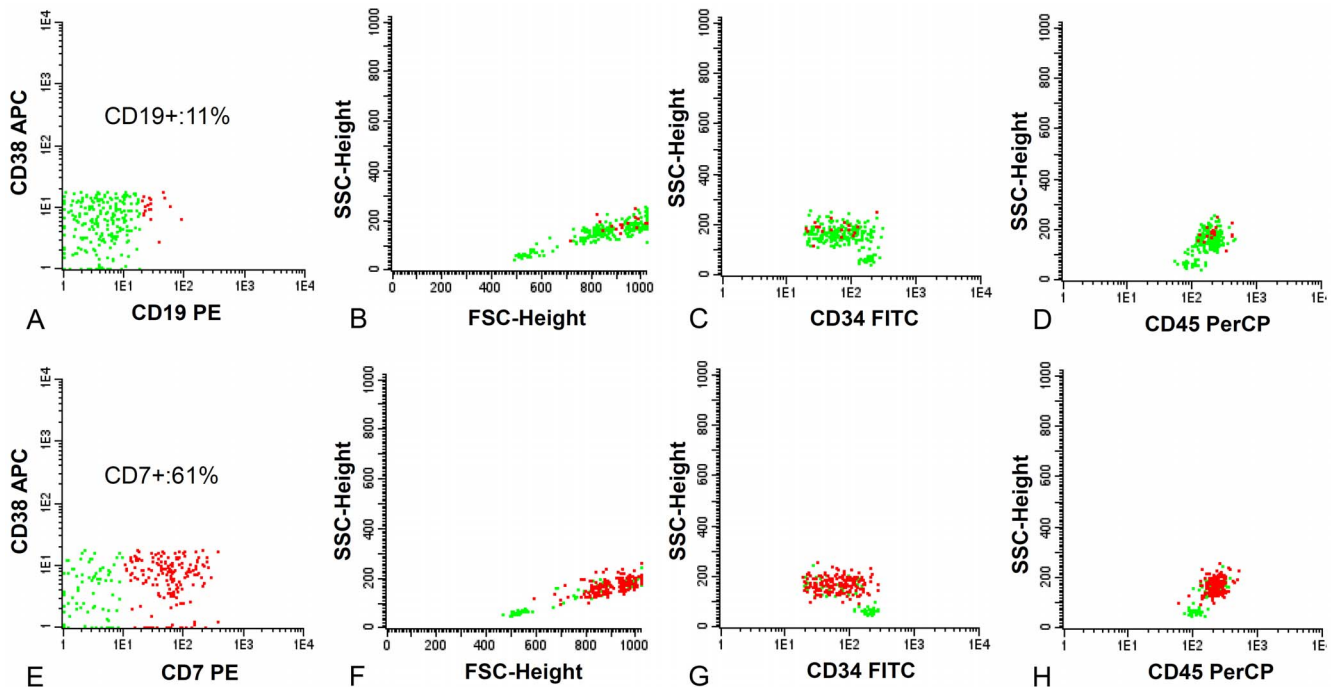 CD38 APC
1E4
1E3
1E2
1E1
1
CD19+:11%
1 1E1 1E2 1E3 1E4
A CD19 PE
SSC-Height
1000
800
600
400
200
0
0 200 400 600 800 1000
B FSC-Height
SSC-Height
1000
800
600
400
200
0
1 1E1 1E2 1E3 1E4
C CD34 FITC
SSC-Height
1000
800
600
400
200
0
1 1E1 1E2 1E3 1E4
D CD45 PerCP
CD38 APC
1E4
1E3
1E2
1E1
1
CD7+:61%
1 1E1 1E2 1E3 1E4
E CD7 PE
SSC-Height
1000
800
600
400
200
0
0 200 400 600 800 1000
F FSC-Height
SSC-Height
1000
800
600
400
200
0
1 1E1 1E2 1E3 1E4
G CD34 FITC
SSC-Height
1000
800
600
400
200
0
1 1E1 1E2 1E3 1E4
H CD45 PerCP